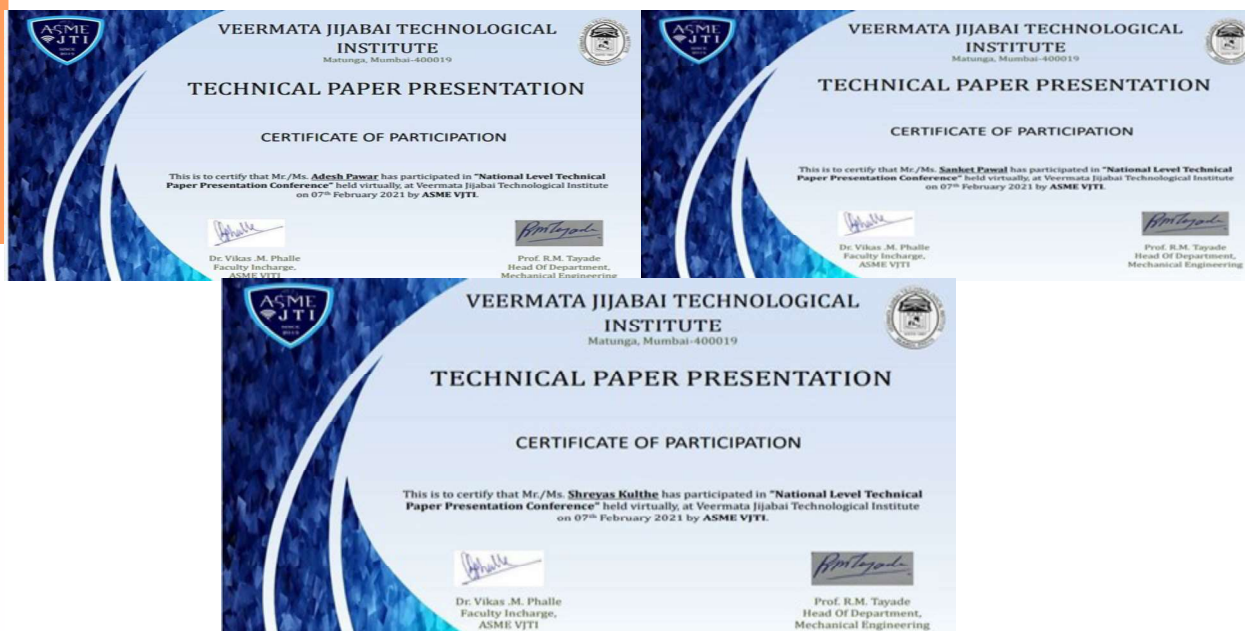 ASME
JTI
SINCE
2015
VEERMATA JIJABAI TECHNOLOGICAL
INSTITUTE
Matunga, Mumbai-400019
TECHNICAL PAPER PRESENTATION
CERTIFICATE OF PARTICIPATION
This is to certify that Mr./Ms. Adesh Pawar has participated in "National Level Technical
Paper Presentation Conference" held virtually, at Veermata Jijabai Technological Institute
on 07th February 2021 by ASME VJTI.
Dr. Vikas .M. Phalle
Faculty Incharge,
ASME VJTI
Prof. R.M. Tayade
Head Of Department,
Mechanical Engineering
ASME
JTI
SINCE
2015
VEERMATA JIJABAI TECHNOLOGICAL
INSTITUTE
Matunga, Mumbai-400019
TECHNICAL PAPER PRESENTATION
CERTIFICATE OF PARTICIPATION
This is to certify that Mr./Ms. Sanket Pawal has participated in "National Level Technical
Paper Presentation Conference" held virtually, at Veermata Jijabai Technological Institute
on 07th February 2021 by ASME VJTI.
Dr. Vikas .M. Phalle
Faculty Incharge,
ASME VJTI
Prof. R.M. Tayade
Head Of Department,
Mechanical Engineering
ASME
JTI
SINCE
2015
VEERMATA JIJABAI TECHNOLOGICAL
INSTITUTE
Matunga, Mumbai-400019
TECHNICAL PAPER PRESENTATION
CERTIFICATE OF PARTICIPATION
This is to certify that Mr./Ms. Shreyas Kulthe has participated in "National Level Technical
Paper Presentation Conference" held virtually, at Veermata Jijabai Technological Institute
on 07th February 2021 by ASME VJTI.
RMTayade
Dr. Vikas .M. Phalle
Faculty Incharge,
ASME VJTI
Prof. R.M. Tayade
Head Of Department,
Mechanical Engineering